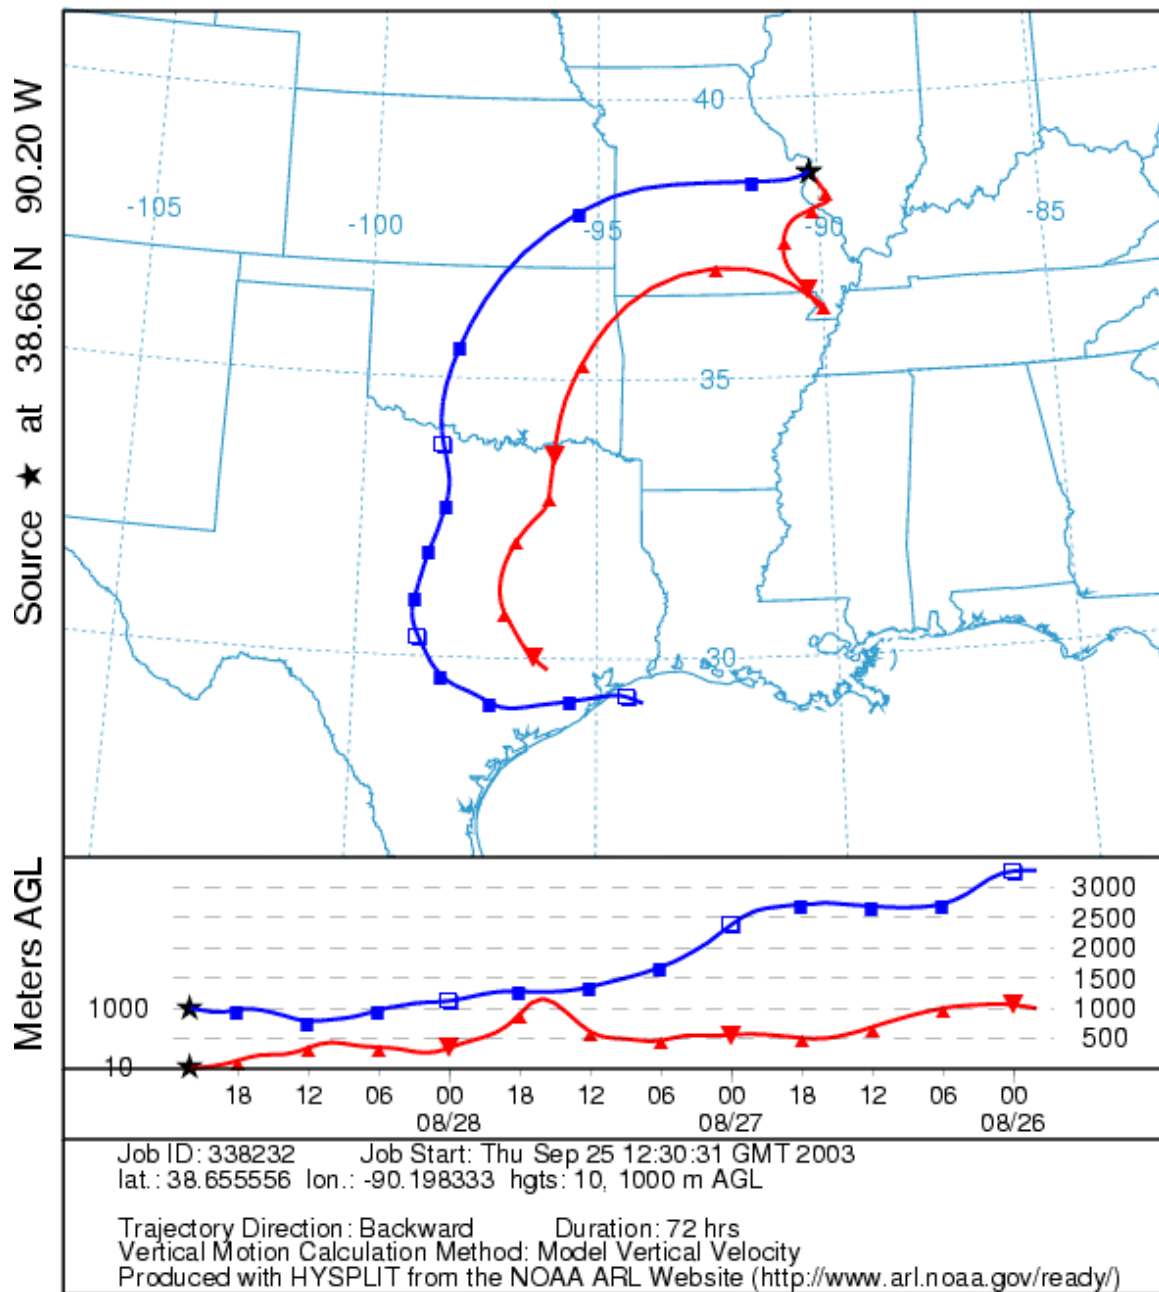 Source ★ at 38.66 N 90.20 W
40
-105
-100
-95
-90
-85
35
30
Meters AGL
3000
2500
2000
1500
1000
1000
500
10
18 12 06 00 18 12 06 00 18 12 06 00
08/28 08/27 08/26
Job ID: 338232 Job Start: Thu Sep 25 12:30:31 GMT 2003
lat.: 38.655556 lon.: -90.198333 hgts: 10, 1000 m AGL
Trajectory Direction: Backward Duration: 72 hrs
Vertical Motion Calculation Method: Model Vertical Velocity
Produced with HYSPLIT from the NOAA ARL Website (http://www.arl.noaa.gov/ready/)